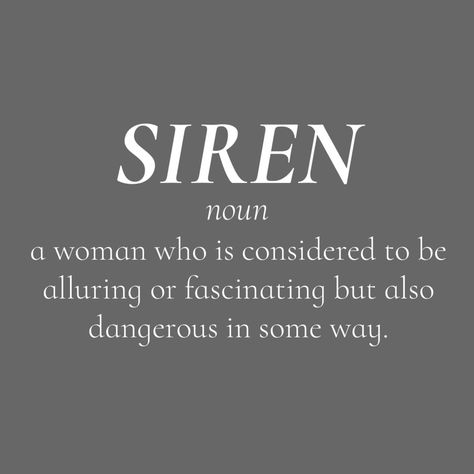 SIREN
noun
a woman who is considered to be
alluring or fascinating but also
dangerous in some way.